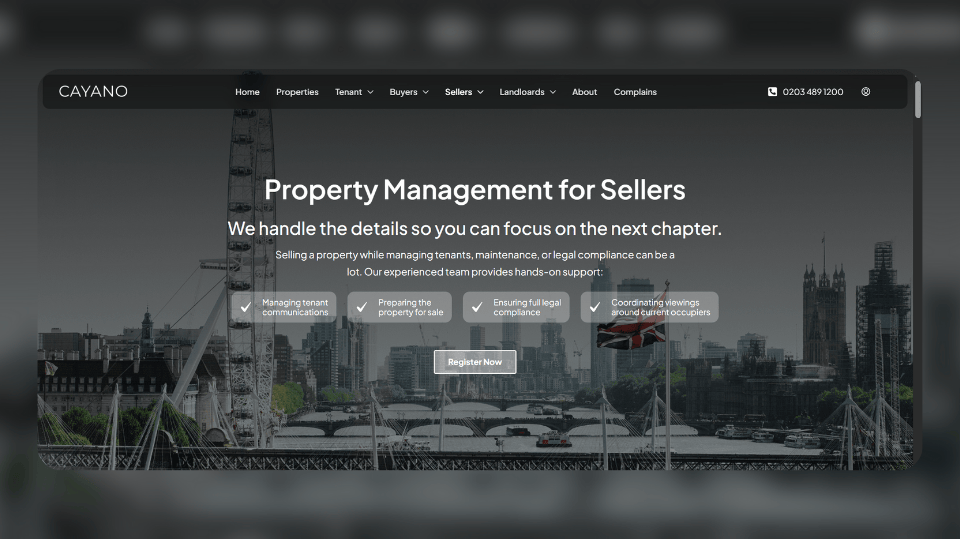 CAYANO
Home Properties Tenant Buyers Sellers Landloards About Complains
0203 489 1200
Property Management for Sellers
We handle the details so you can focus on the next chapter.
Selling a property while managing tenants, maintenance, or legal compliance can be a
lot. Our experienced team provides hands-on support:
Managing tenant
communications
Preparing the
property for sale
Ensuring full legal
compliance
Coordinating viewings
around current occupiers
Register Now